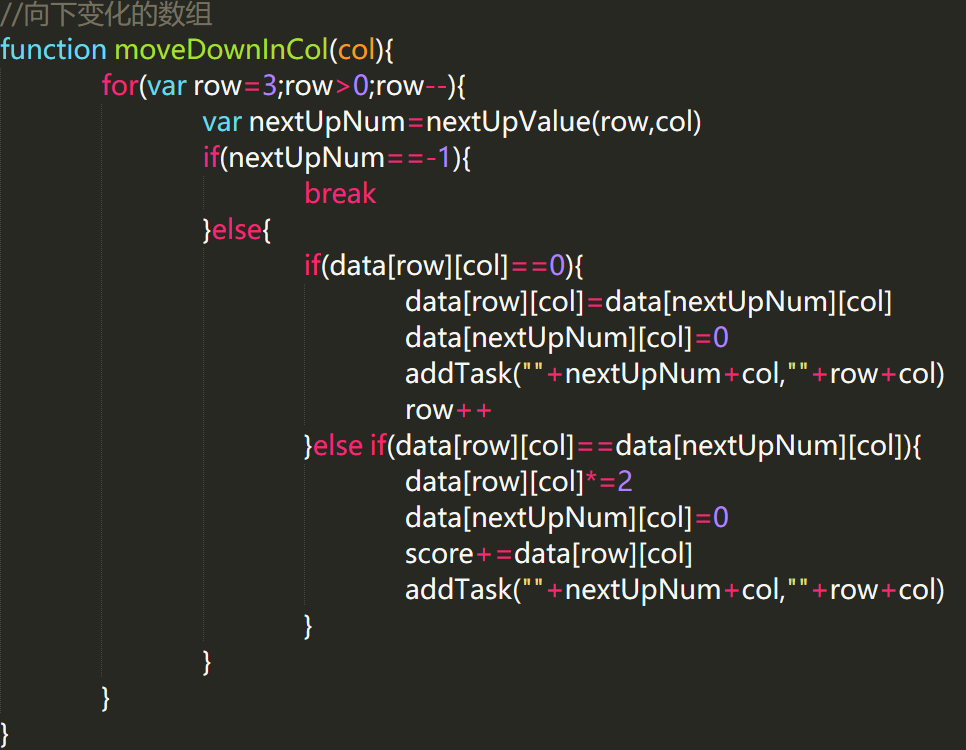 //向下变化的数组
function moveDownInCol(col){
for(var row=3;row>0;row--){
var nextUpNum=nextUpValue(row,col)
if(nextUpNum==-1){
break
}else{
if(data[row][col]==0){
data[row][col]=data[nextUpNum][col]
data[nextUpNum][col]=0
addTask(""+nextUpNum+col,""+row+col)
row++
}else if(data[row][col]==data[nextUpNum][col]){
data[row][col]*=2
data[nextUpNum][col]=0
score+=data[row][col]
addTask(""+nextUpNum+col,""+row+col)
}
}
}
}